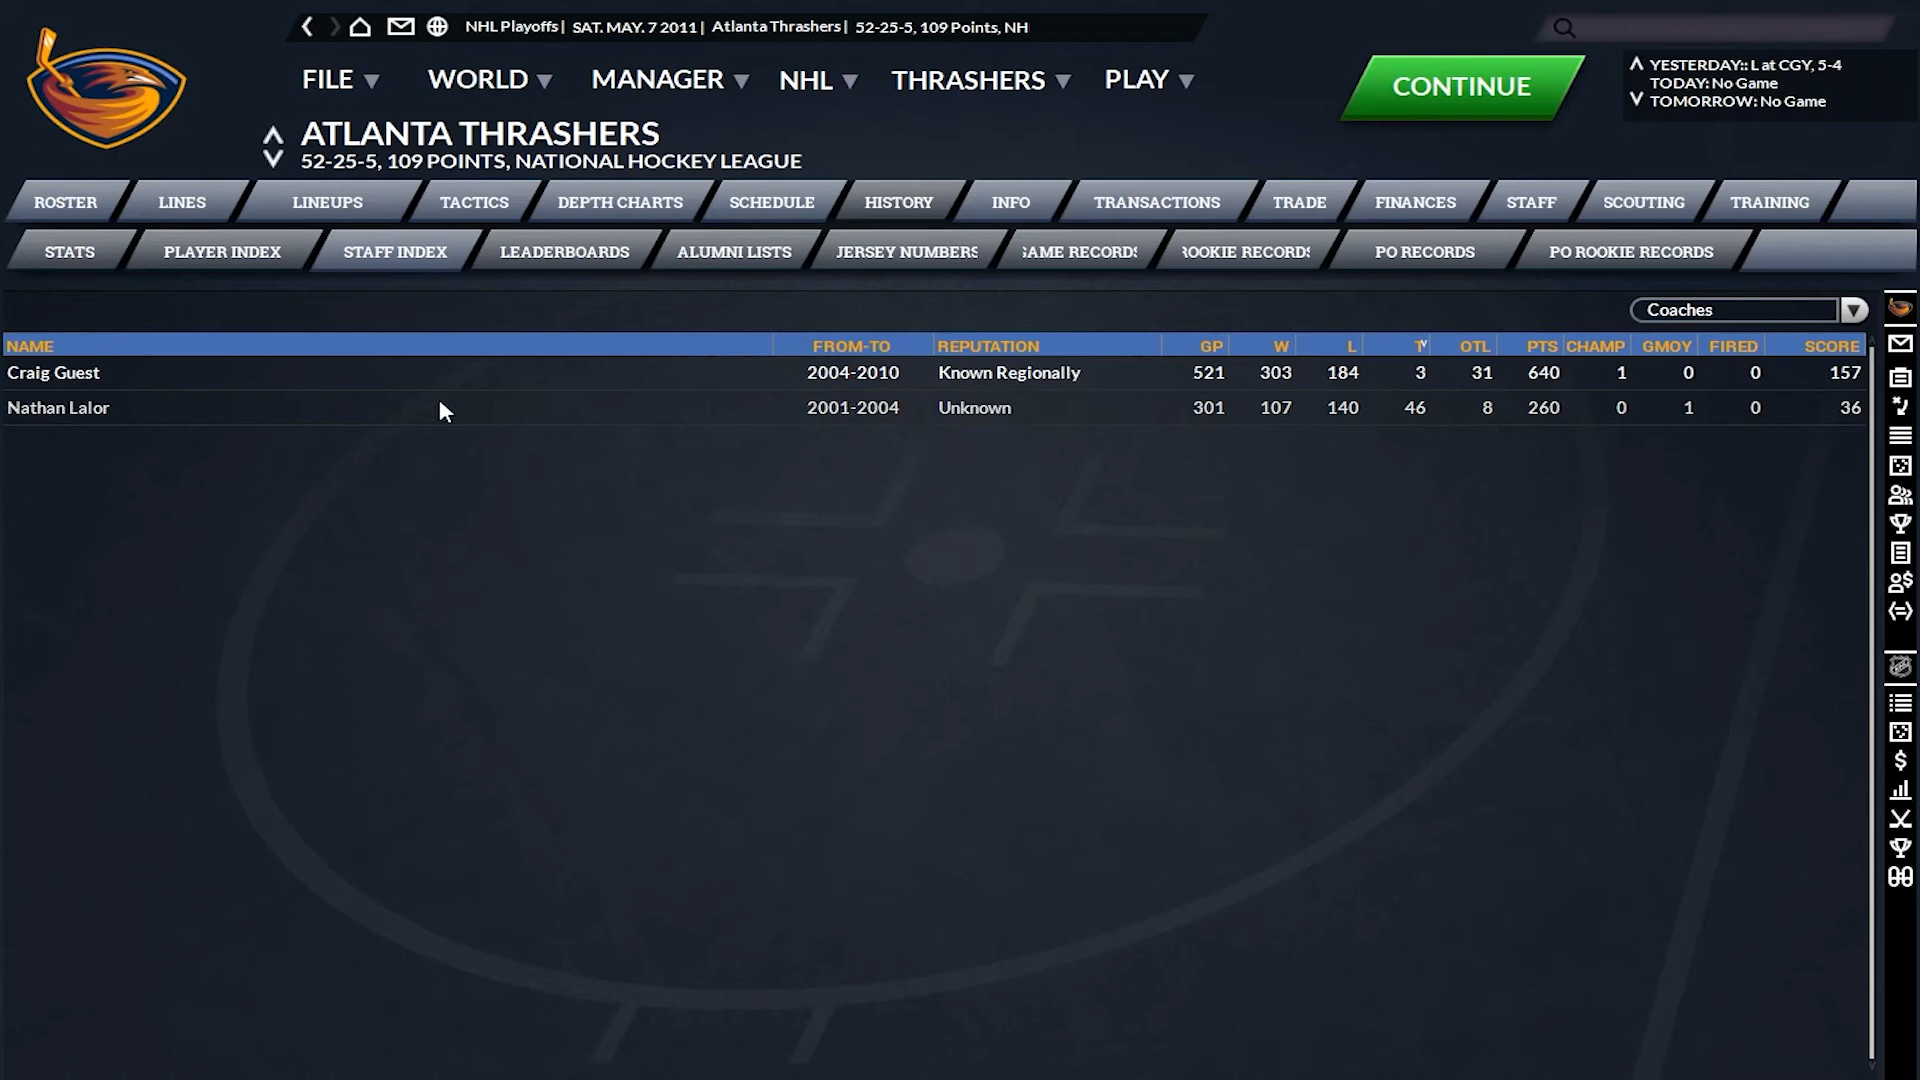 NHL Playoffs| SAT. MAY. 7 2011| Atlanta Thrashers| 52-25-5, 109 Points, NH
FILE WORLD MANAGER NHL THRASHERS PLAY
CONTINUE
YESTERDAY:: L at CGY, 5-4
TODAY: No Game
TOMORROW: No Game
ATLANTA THRASHERS
52-25-5, 109 POINTS, NATIONAL HOCKEY LEAGUE
ROSTER LINES LINEUPS TACTICS DEPTH CHARTS SCHEDULE HISTORY INFO TRANSACTIONS TRADE FINANCES STAFF SCOUTING TRAINING
STATS PLAYER INDEX STAFF INDEX LEADERBOARDS ALUMNI LISTS JERSEY NUMBERS AME RECORDS ROOKIE RECORDS PO RECORDS PO ROOKIE RECORDS
Coaches
NAME FROM-TO REPUTATION GP W L T OTL PTS CHAMP GMOY FIRED SCORE
Craig Guest 2004-2010 Known Regionally 521 303 184 3 31 640 1 0 0 157
Nathan Lalor 2001-2004 Unknown 301 107 140 46 8 260 0 1 0 36